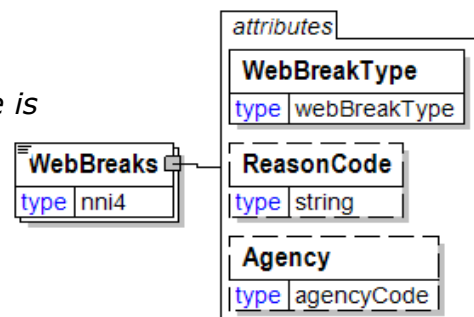 attributes
WebBreakType
type webBreakType
is
WebBreaks
type nni4
ReasonCode
type string
Agency
type agencyCode